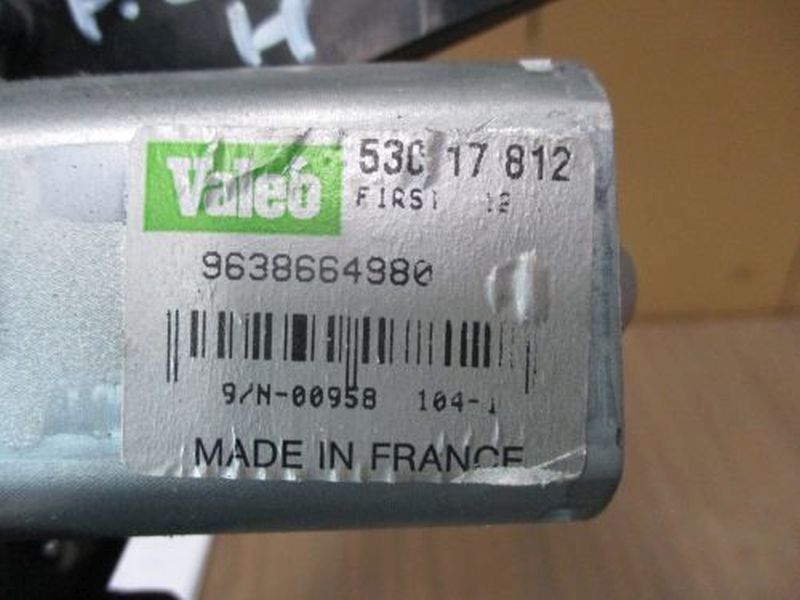 H
Valeo
530 17 812
FIRST 12
9638664980
9/N-00958 104-1
MADE IN FRANCE